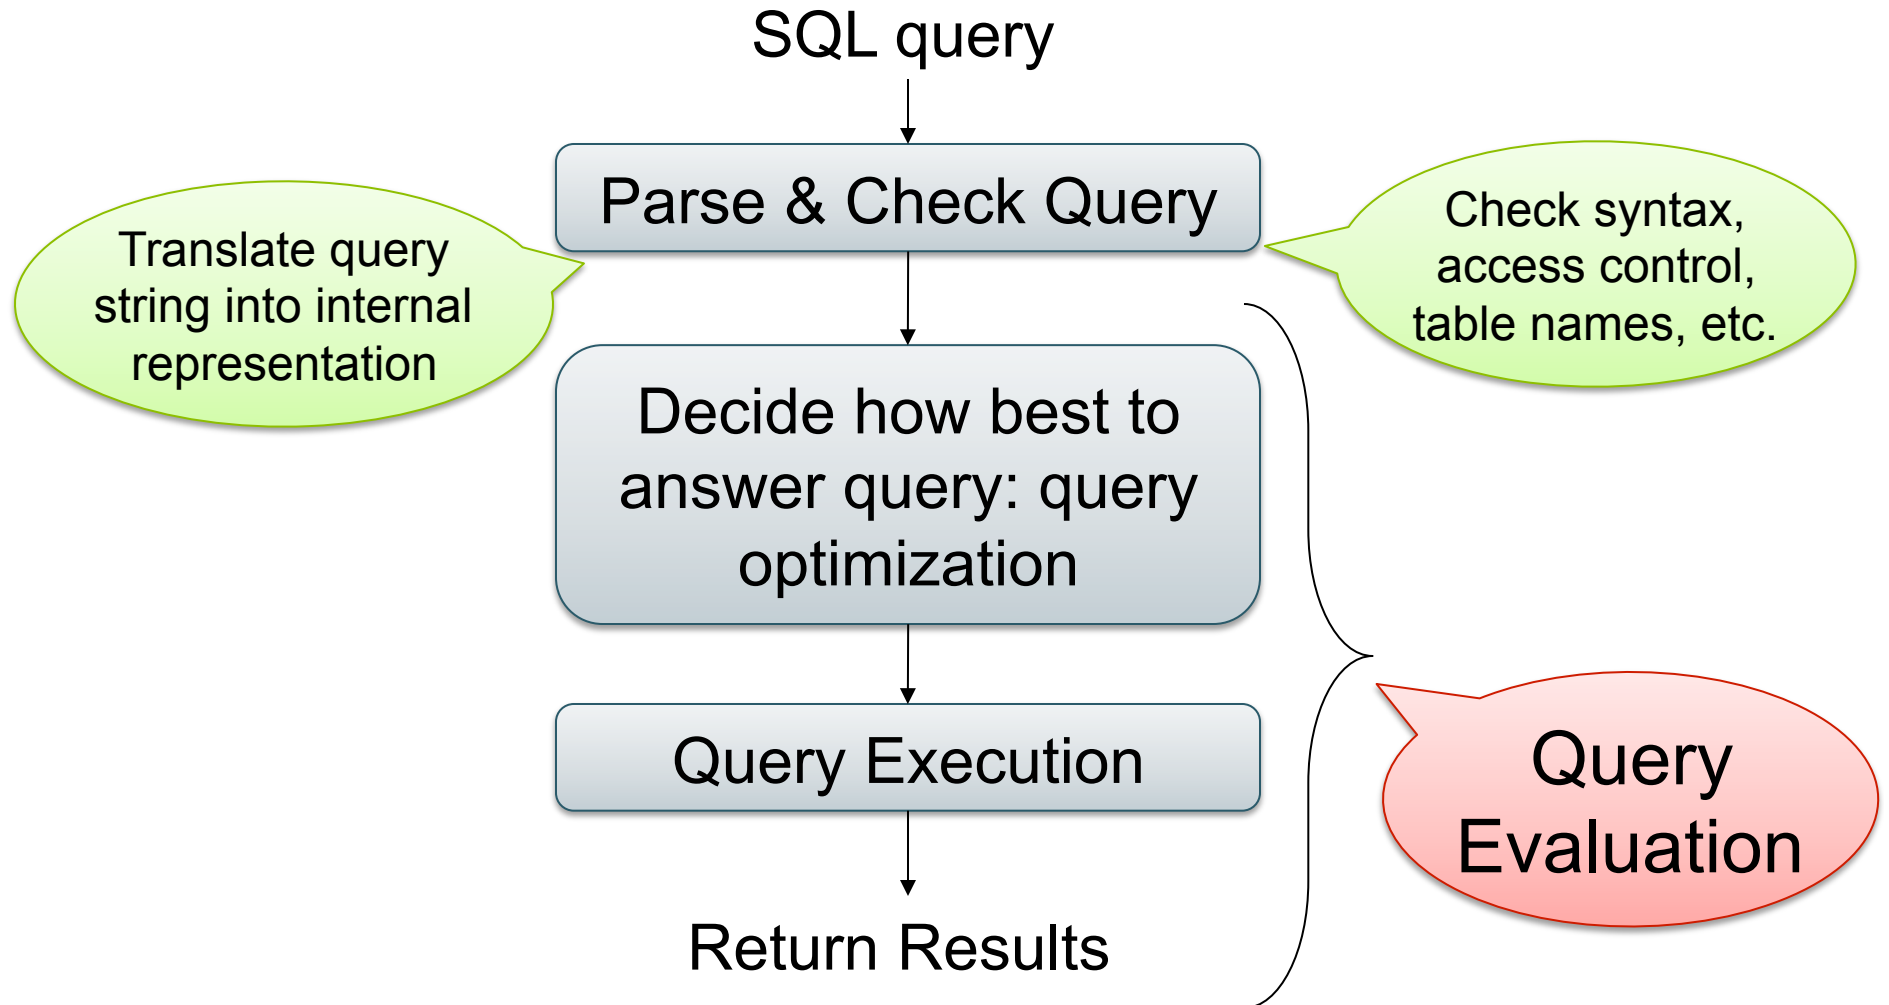 SQL query
Parse & Check Query
Translate query
string into internal
representation
Check syntax,
access control,
table names, etc.
Decide how best to
answer query: query
optimization
Query Execution
Query
Evaluation
Return Results